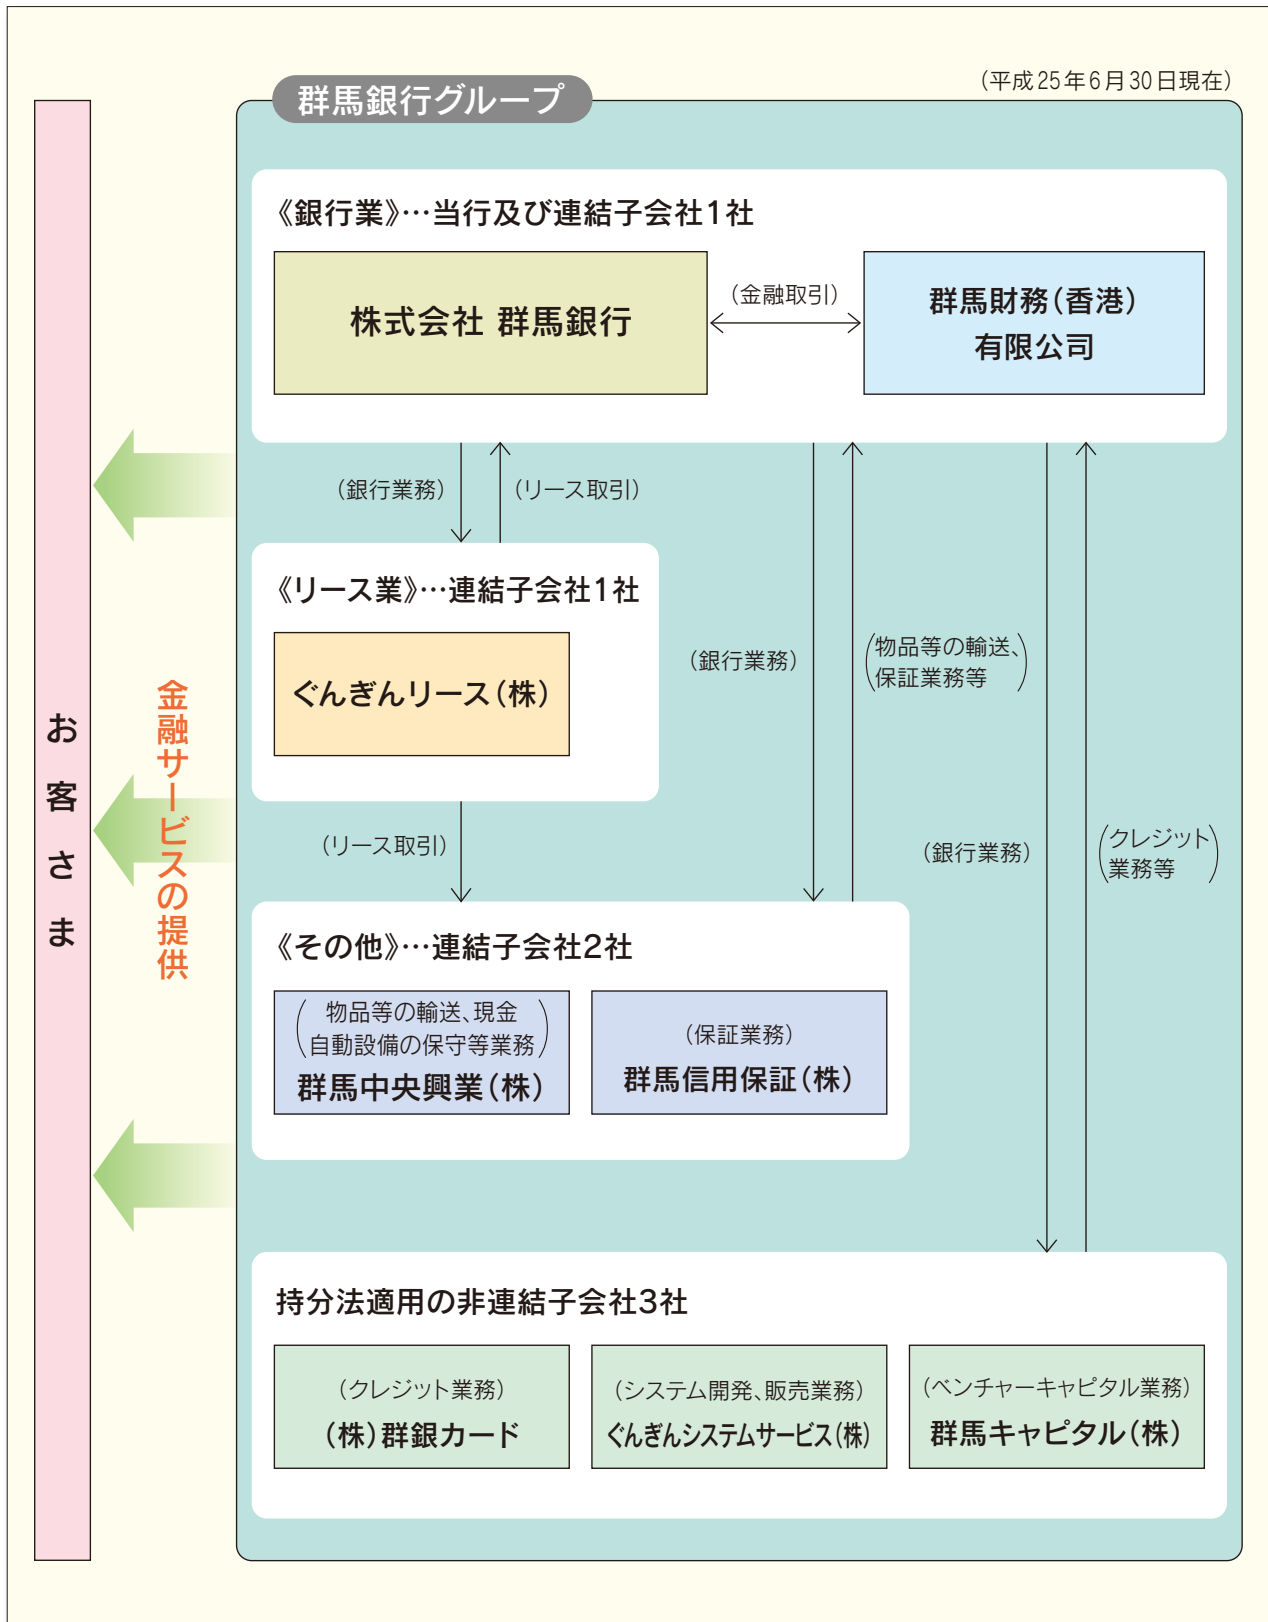 (平成25年6月30日現在)
群馬銀行グループ
《銀行業》…当行及び連結子会社1社
株式会社 群馬銀行
(金融取引)
群馬財務(香港)
有限公司
(銀行業務)
(リース取引)
《リース業》…連結子会社1社
ぐんぎんリース(株)
(銀行業務)
(物品等の輸送、
保証業務等)
(リース取引)
(銀行業務)
(クレジット
業務等)
《その他》…連結子会社2社
(物品等の輸送、現金
自動設備の保守等業務)
群馬中央興業(株)
(保証業務)
群馬信用保証(株)
持分法適用の非連結子会社3社
(クレジット業務)
(株)群銀カード
(システム開発、販売業務)
ぐんぎんシステムサービス(株)
(ベンチャーキャピタル業務)
群馬キャピタル(株)
金融サービスの提供
お客さま